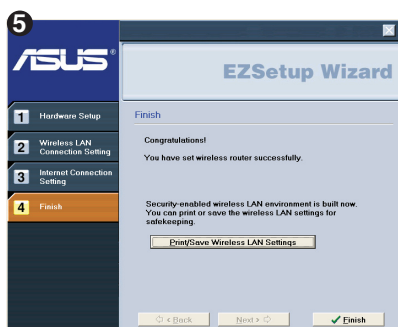 5
ASUS®
EZSetup Wizard
1 Hardware Setup
2 Wireless LAN
Connection Setting
3 Internet Connection
Setting
4 Finish
Finish
Congratulations!
You have set wireless router successfully.
Security-enabled wireless LAN environment is built now.
You can print or save the wireless LAN settings for
safekeeping.
Print/Save Wireless LAN Settings
< Back
Next >
Finish